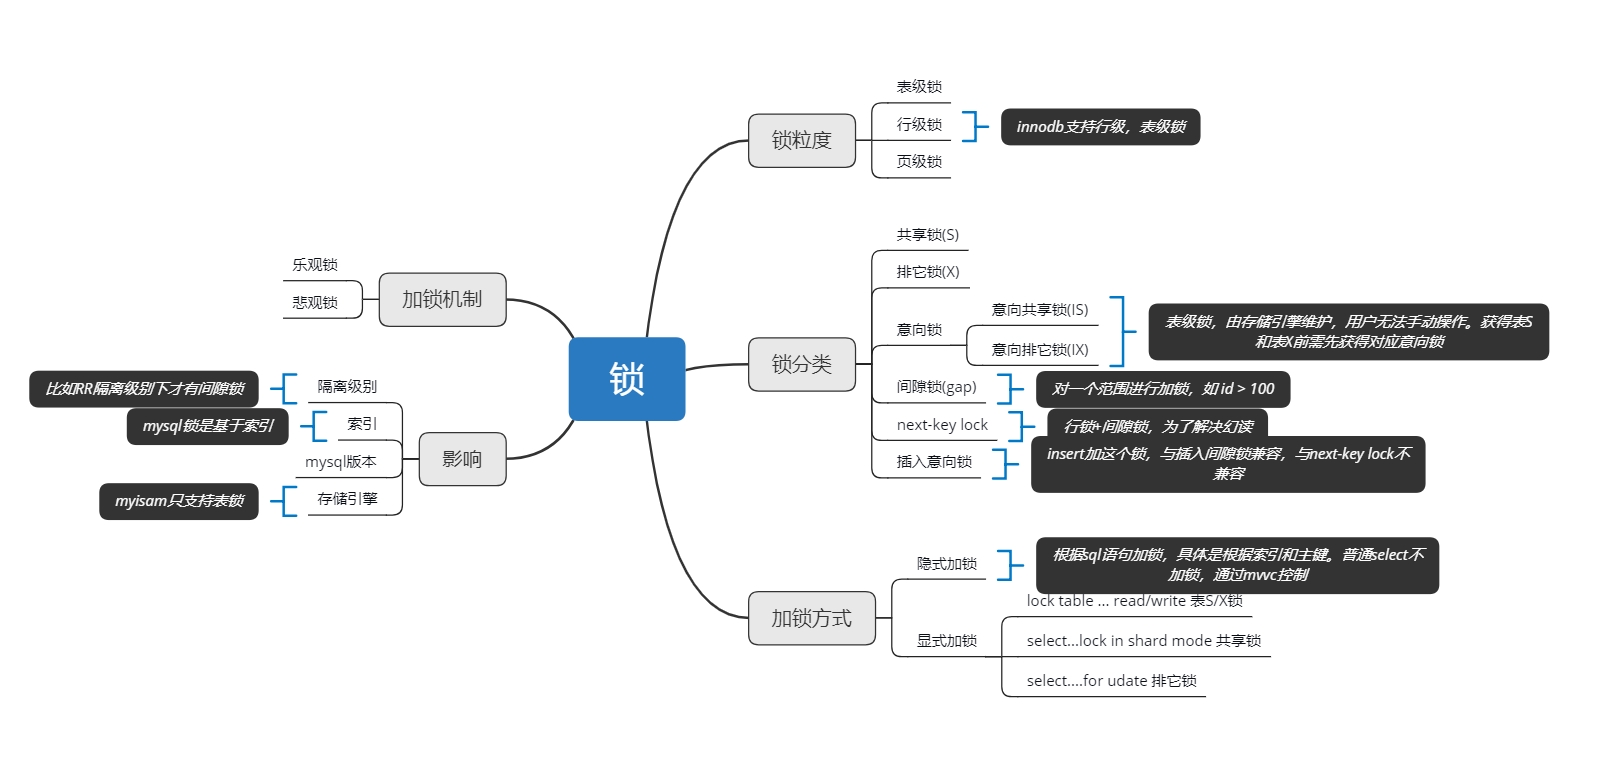 锁
锁粒度
表级锁
行级锁
innodb支持行级，表级锁
页级锁
锁分类
共享锁(S)
排它锁(X)
意向锁
意向共享锁(IS)
意向排它锁(IX)
表级锁，由存储引擎维护，用户无法手动操作。获得表S
和表X前需先获得对应意向锁
间隙锁(gap)
对一个范围进行加锁，如 id > 100
next-key lock
行锁+间隙锁，为了解决幻读
插入意向锁
insert加这个锁，与插入间隙锁兼容，与next-key lock不
兼容
加锁方式
隐式加锁
根据sql语句加锁，具体是根据索引和主键。普通select不
加锁，通过mvvc控制
显式加锁
lock table ... read/write 表S/X锁
select...lock in shard mode 共享锁
select....for udate 排它锁
加锁机制
乐观锁
悲观锁
影响
隔离级别
比如RR隔离级别下才有间隙锁
索引
mysql锁是基于索引
mysql版本
存储引擎
myisam只支持表锁